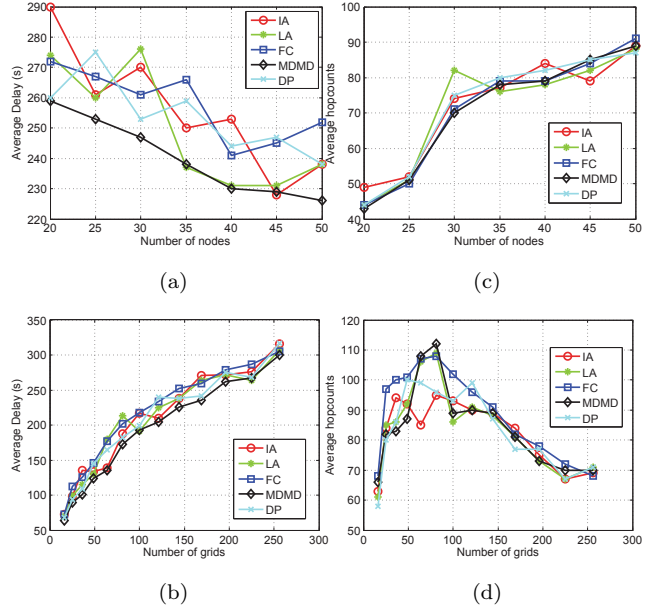 290
280
270
260
250
240
230
220
Average Delay (s)
20 25 30 35 40 45 50
Number of nodes
IA
LA
FC
MDMD
DP
(a)
100
90
80
70
60
50
40
Average hopcounts
20 25 30 35 40 45 50
Number of nodes
IA
LA
FC
MDMD
DP
(c)
350
300
250
200
150
100
50
Average Delay (s)
0 50 100 150 200 250 300
Number of grids
IA
LA
FC
MDMD
DP
(b)
120
110
100
90
80
70
60
50
Average hopcounts
0 50 100 150 200 250 300
Number of grids
IA
LA
FC
MDMD
DP
(d)